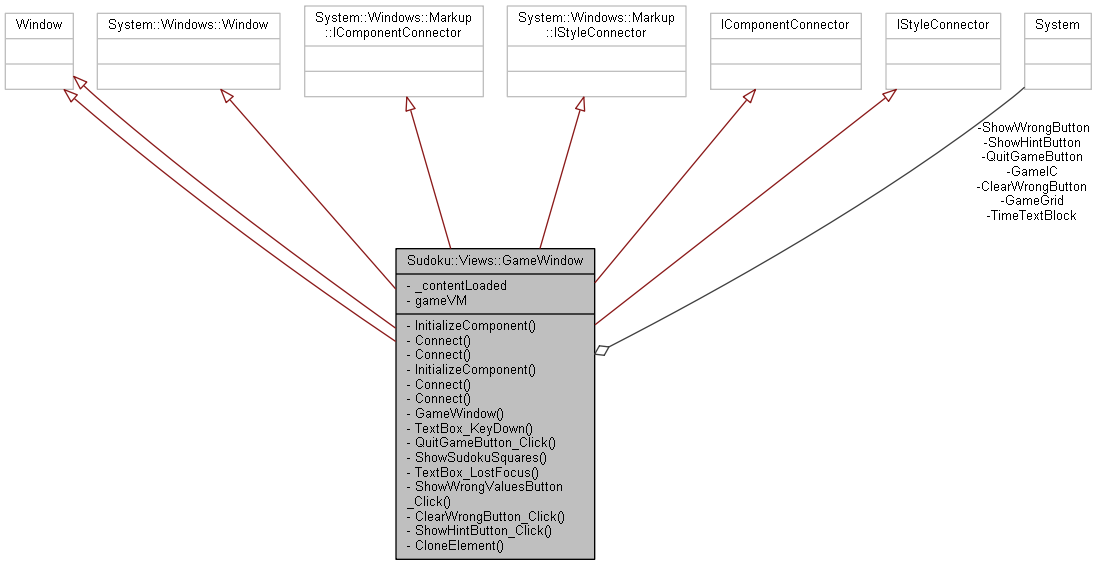 Window
System::Windows::Window
System::Windows::Markup
::IComponentConnector
System::Windows::Markup
::IStyleConnector
IComponentConnector
IStyleConnector
System
-ShowWrongButton
-ShowHintButton
-QuitGameButton
-GameIC
-ClearWrongButton
-GameGrid
-TimeTextBlock
Sudoku::Views::GameWindow
- _contentLoaded
- gameVM
- InitializeComponent()
- Connect()
- Connect()
- InitializeComponent()
- Connect()
- Connect()
- GameWindow()
- TextBox_KeyDown()
- QuitGameButton_Click()
- ShowSudokuSquares()
- TextBox_LostFocus()
- ShowWrongValuesButton
_Click()
- ClearWrongButton_Click()
- ShowHintButton_Click()
- CloneElement()